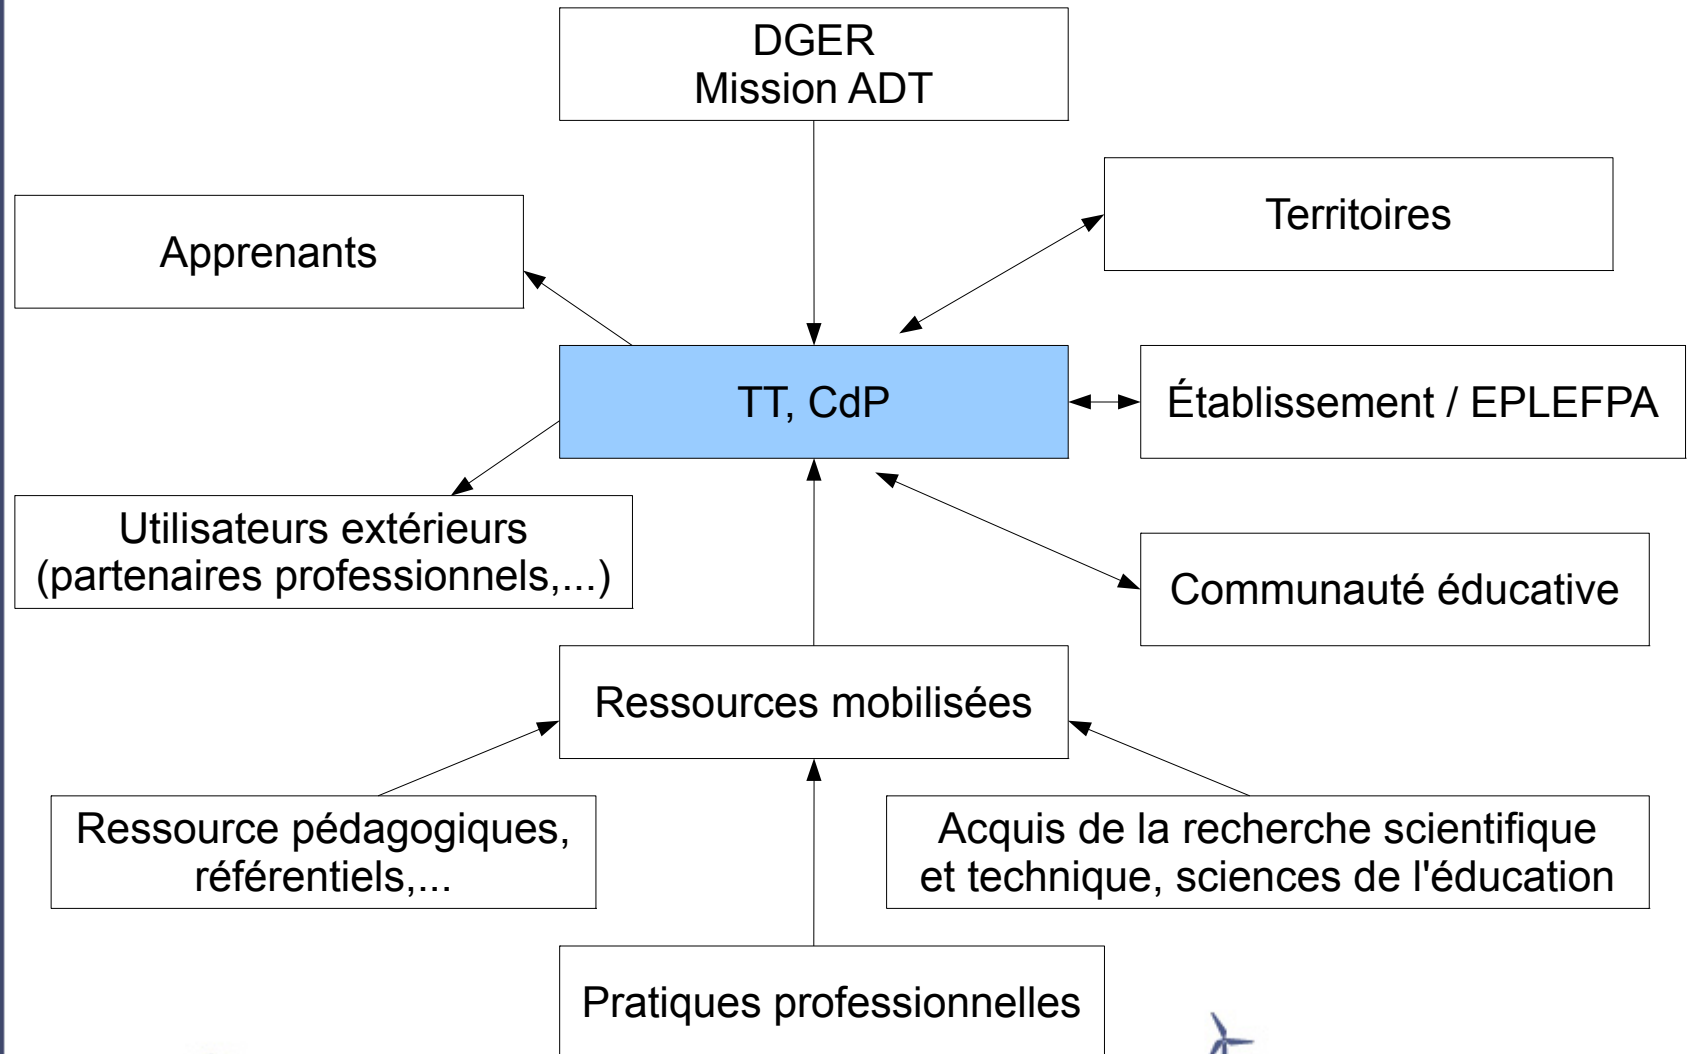 DGER
Mission ADT
Territoires
Apprenants
TT, CdP
Établissement / EPLEFPA
Utilisateurs extérieurs
(partenaires professionnels,...)
Communauté éducative
Ressources mobilisées
Ressource pédagogiques,
référentiels,...
Acquis de la recherche scientifique
et technique, sciences de l'éducation
Pratiques professionnelles